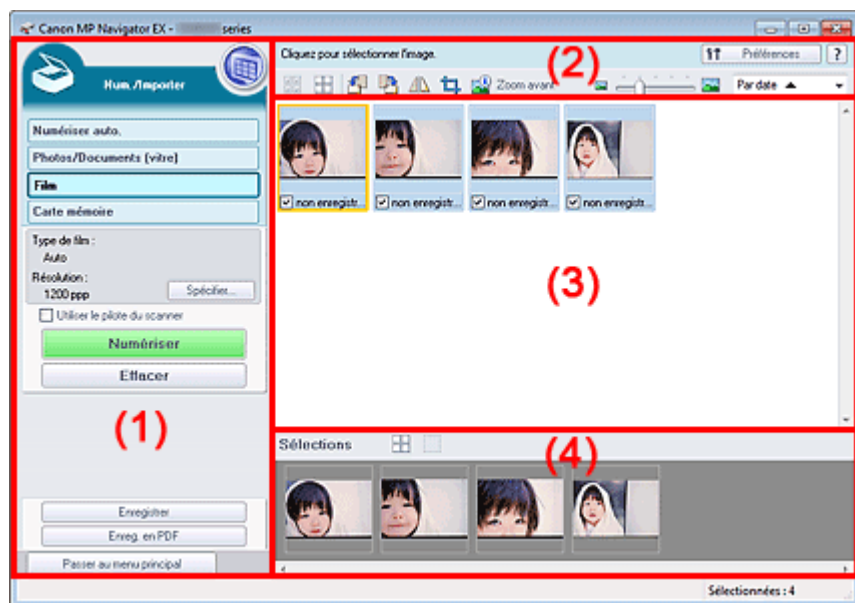 Canon MP Navigator EX - series
Num./Importer
Numériser auto.
Photos/Documents (vitre)
Film
Carte mémoire
Type de film :
Auto
Résolution :
1200 ppp
Spécifier...
Utiliser le pilote du scanner
Numériser
Effacer
(1)
Enregistrer
Enreg. en PDF
Passer au menu principal
Cliquez pour sélectionner l'image.
(2)
Préférences
?
Zoom avant
Par date
non enregistr...
non enregistr...
non enregistr...
non enregistr...
(3)
Sélections
(4)
Sélectionnées : 4